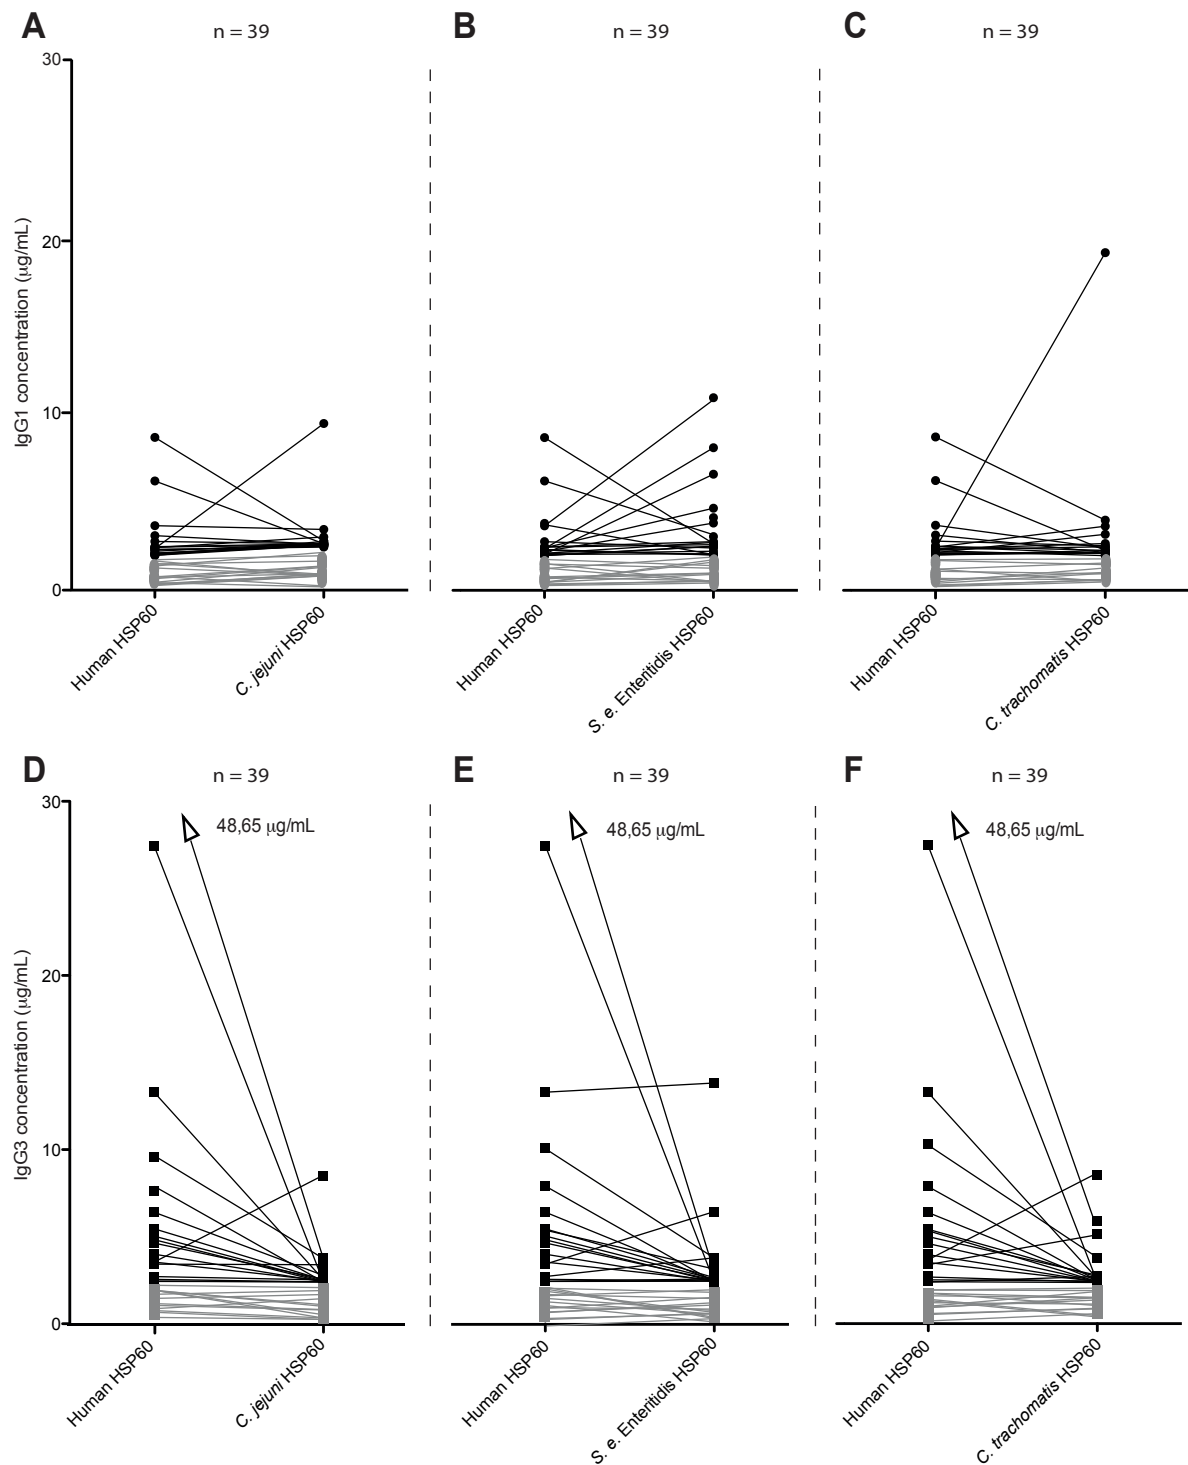 A
n = 39
B
n = 39
C
n = 39
30
20
10
0
IgG1 concentration (µg/mL)
Human HSP60
C. jejuni HSP60
Human HSP60
S. e. Enteritidis HSP60
Human HSP60
C. trachomatis HSP60
D
n = 39
E
n = 39
F
n = 39
30
20
10
0
IgG3 concentration (µg/mL)
48,65 µg/mL
48,65 µg/mL
48,65 µg/mL
Human HSP60
C. jejuni HSP60
Human HSP60
S. e. Enteritidis HSP60
Human HSP60
C. trachomatis HSP60